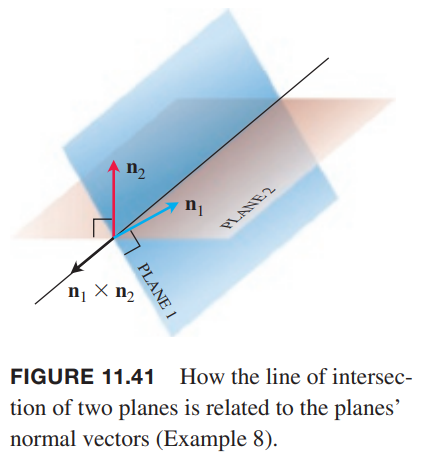 n₂
n₁
PLANE 2
n₁ × n₂
PLANE 1
FIGURE 11.41 How the line of intersec-
tion of two planes is related to the planes’
normal vectors (Example 8).